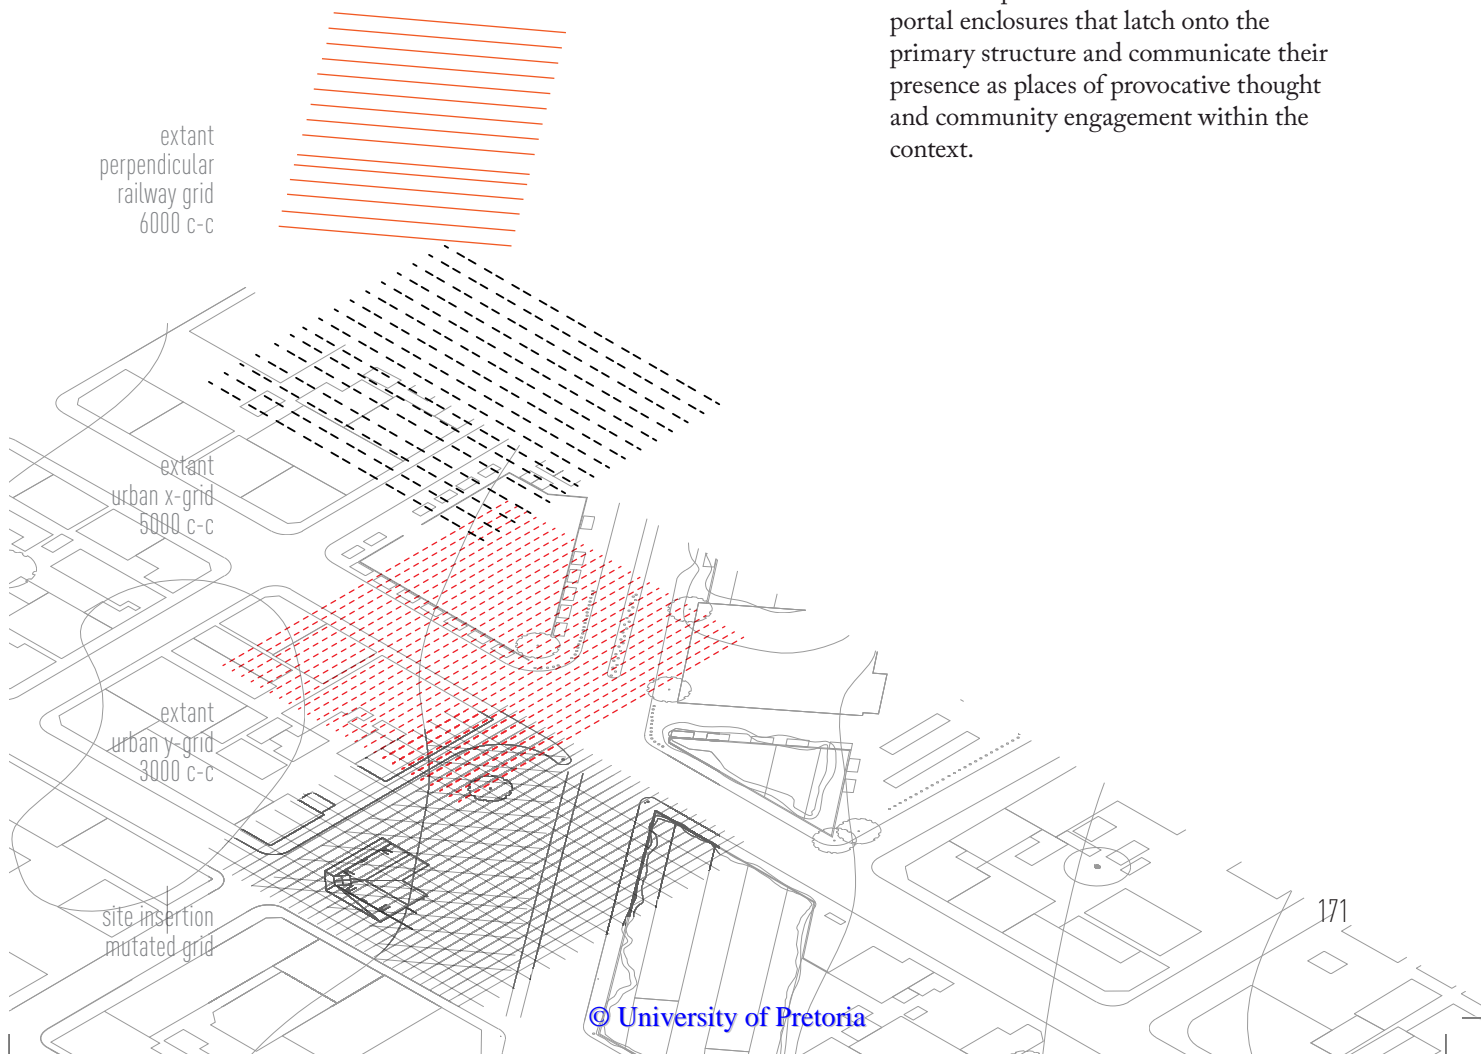 portal enclosures that latch onto the
primary structure and communicate their
presence as places of provocative thought
and community engagement within the
context.
extant
perpendicular
railway grid
6000 c-c
extant
urban x-grid
5000 c-c
extant
urban y-grid
3000 c-c
site insertion
mutated grid
171
© University of Pretoria